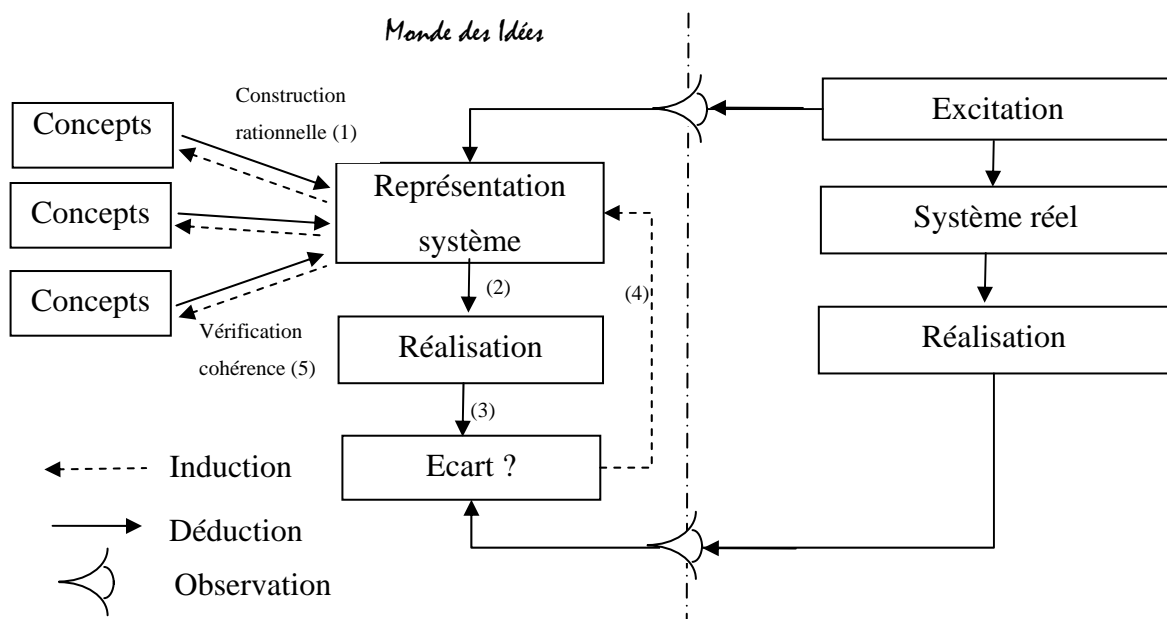 Monde des Idées
Construction
rationnelle (1)
Concepts
Concepts
Concepts
Excitation
Représentation
système
Système réel
(2)
(4)
Vérification
cohérence (5)
Réalisation
Réalisation
(3)
Ecart ?
Induction
Déduction
Observation